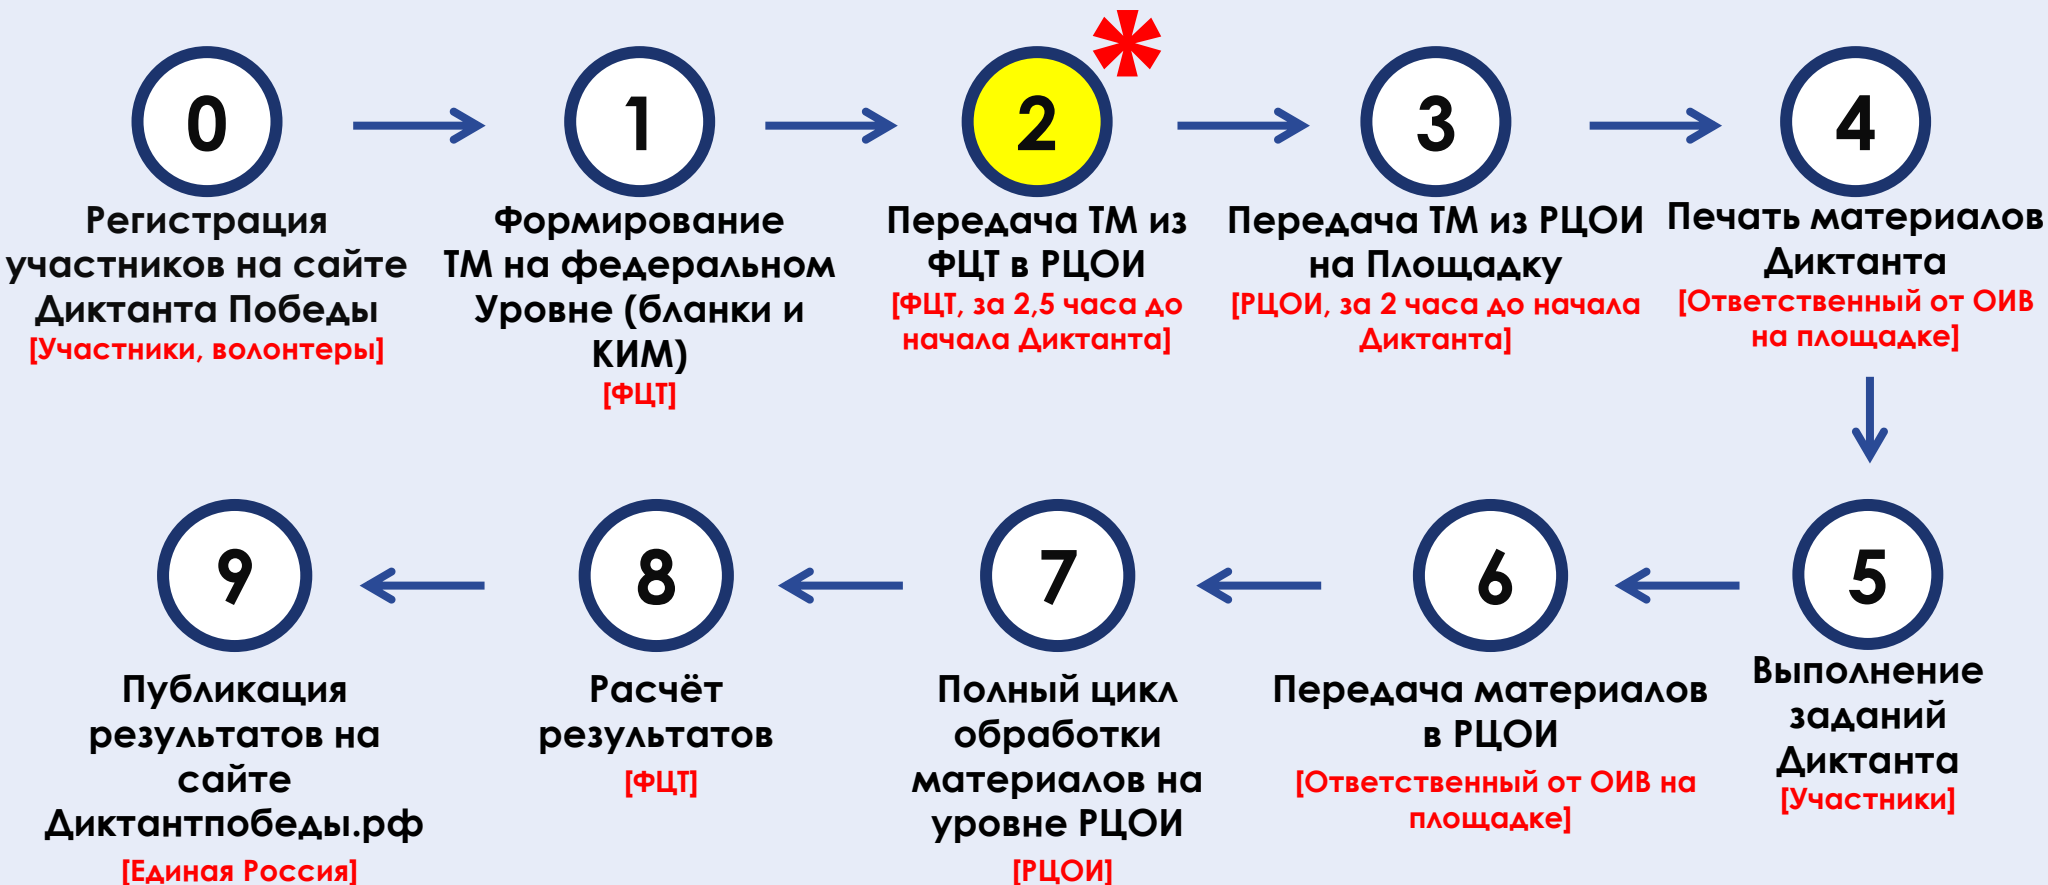 0
Регистрация
участников на сайте
Диктанта Победы
[Участники, волонтеры]
1
Формирование
ТМ на федеральном
Уровне (бланки и
КИМ)
[ФЦТ]
2
*
Передача ТМ из
ФЦТ в РЦОИ
[ФЦТ, за 2,5 часа до
начала Диктанта]
3
Передача ТМ из РЦОИ
на Площадку
[РЦОИ, за 2 часа до начала
Диктанта]
4
Печать материалов
Диктанта
[Ответственный от ОИВ
на площадке]
5
Выполнение
заданий
Диктанта
[Участники]
6
Передача материалов
в РЦОИ
[Ответственный от ОИВ на
площадке]
7
Полный цикл
обработки
материалов на
уровне РЦОИ
[РЦОИ]
8
Расчёт
результатов
[ФЦТ]
9
Публикация
результатов на
сайте
Диктантпобеды.рф
[Единая Россия]